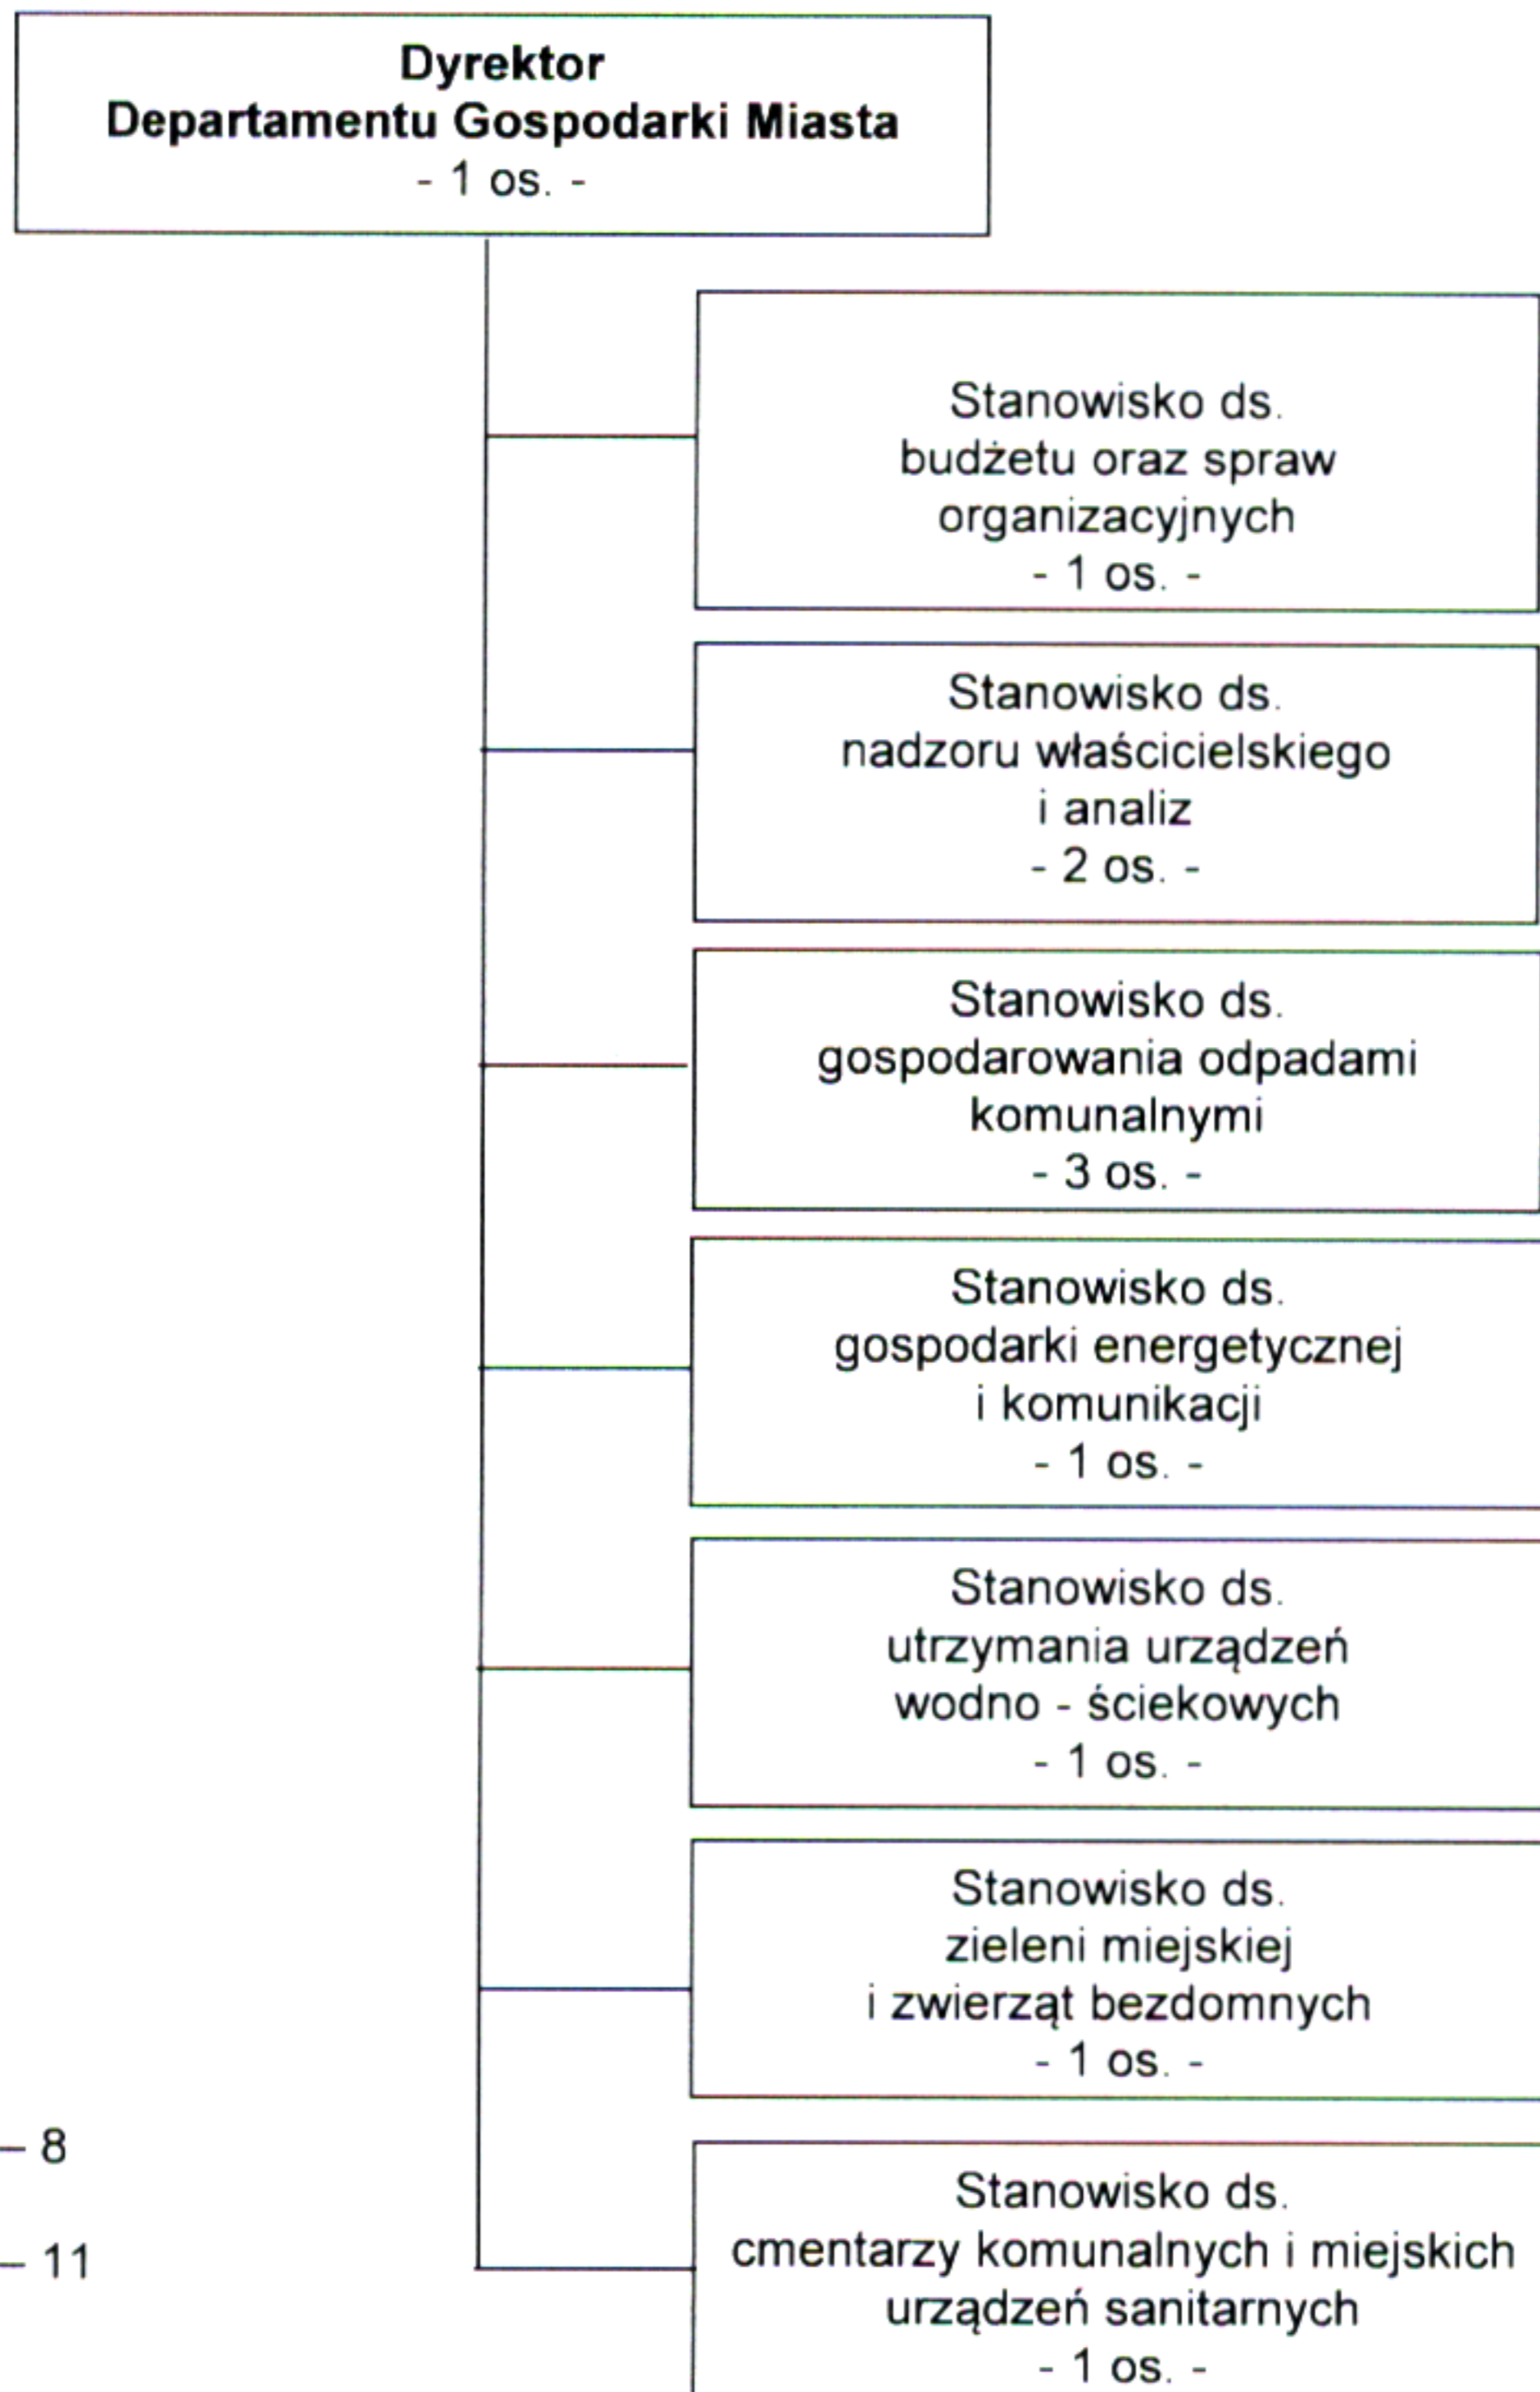 Dyrektor
Departamentu Gospodarki Miasta
- 1 os. -
Stanowisko ds.
budżetu oraz spraw
organizacyjnych
- 1 os. -
Stanowisko ds.
nadzoru właścicielskiego
i analiz
- 2 os. -
Stanowisko ds.
gospodarowania odpadami
komunalnymi
- 3 os. -
Stanowisko ds.
gospodarki energetycznej
i komunikacji
- 1 os. -
Stanowisko ds.
utrzymania urządzeń
wodno - ściekowych
- 1 os. -
Stanowisko ds.
zieleni miejskiej
i zwierząt bezdomnych
- 1 os. -
– 8
– 11
Stanowisko ds.
cmentarzy komunalnych i miejskich
urządzeń sanitarnych
- 1 os. -